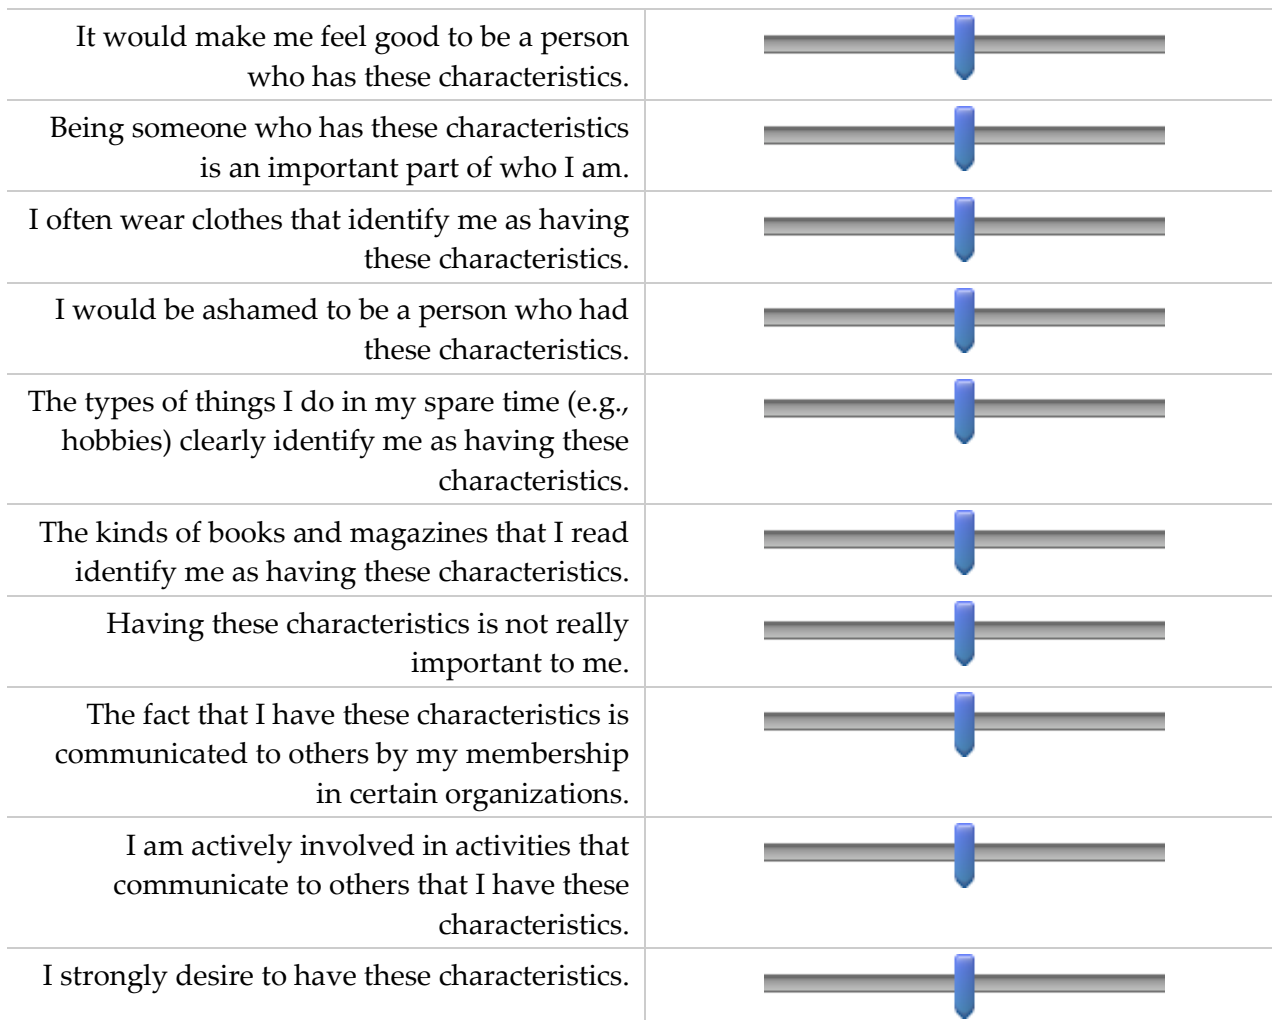 It would make me feel good to be a person
who has these characteristics.
Being someone who has these characteristics
is an important part of who I am.
I often wear clothes that identify me as having
these characteristics.
I would be ashamed to be a person who had
these characteristics.
The types of things I do in my spare time (e.g.,
hobbies) clearly identify me as having these
characteristics.
The kinds of books and magazines that I read
identify me as having these characteristics.
Having these characteristics is not really
important to me.
The fact that I have these characteristics is
communicated to others by my membership
in certain organizations.
I am actively involved in activities that
communicate to others that I have these
characteristics.
I strongly desire to have these characteristics.